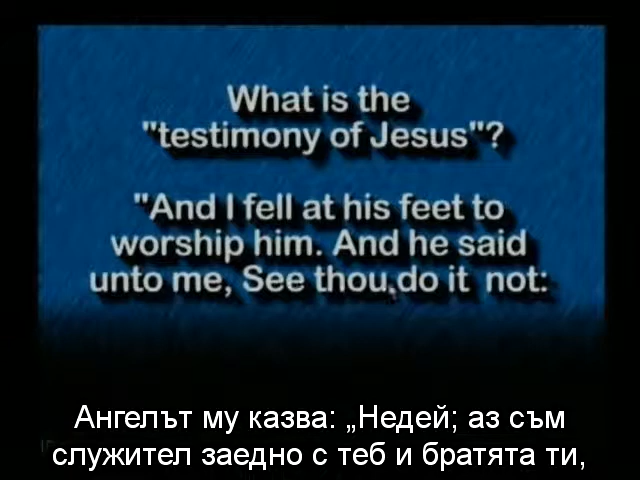 What is the
"testimony of Jesus"?
"And I fell at his feet to
worship him. And he said
unto me, See thou do it not:
Ангелът му казва: „Недей; аз съм
служител заедно с теб и братята ти,